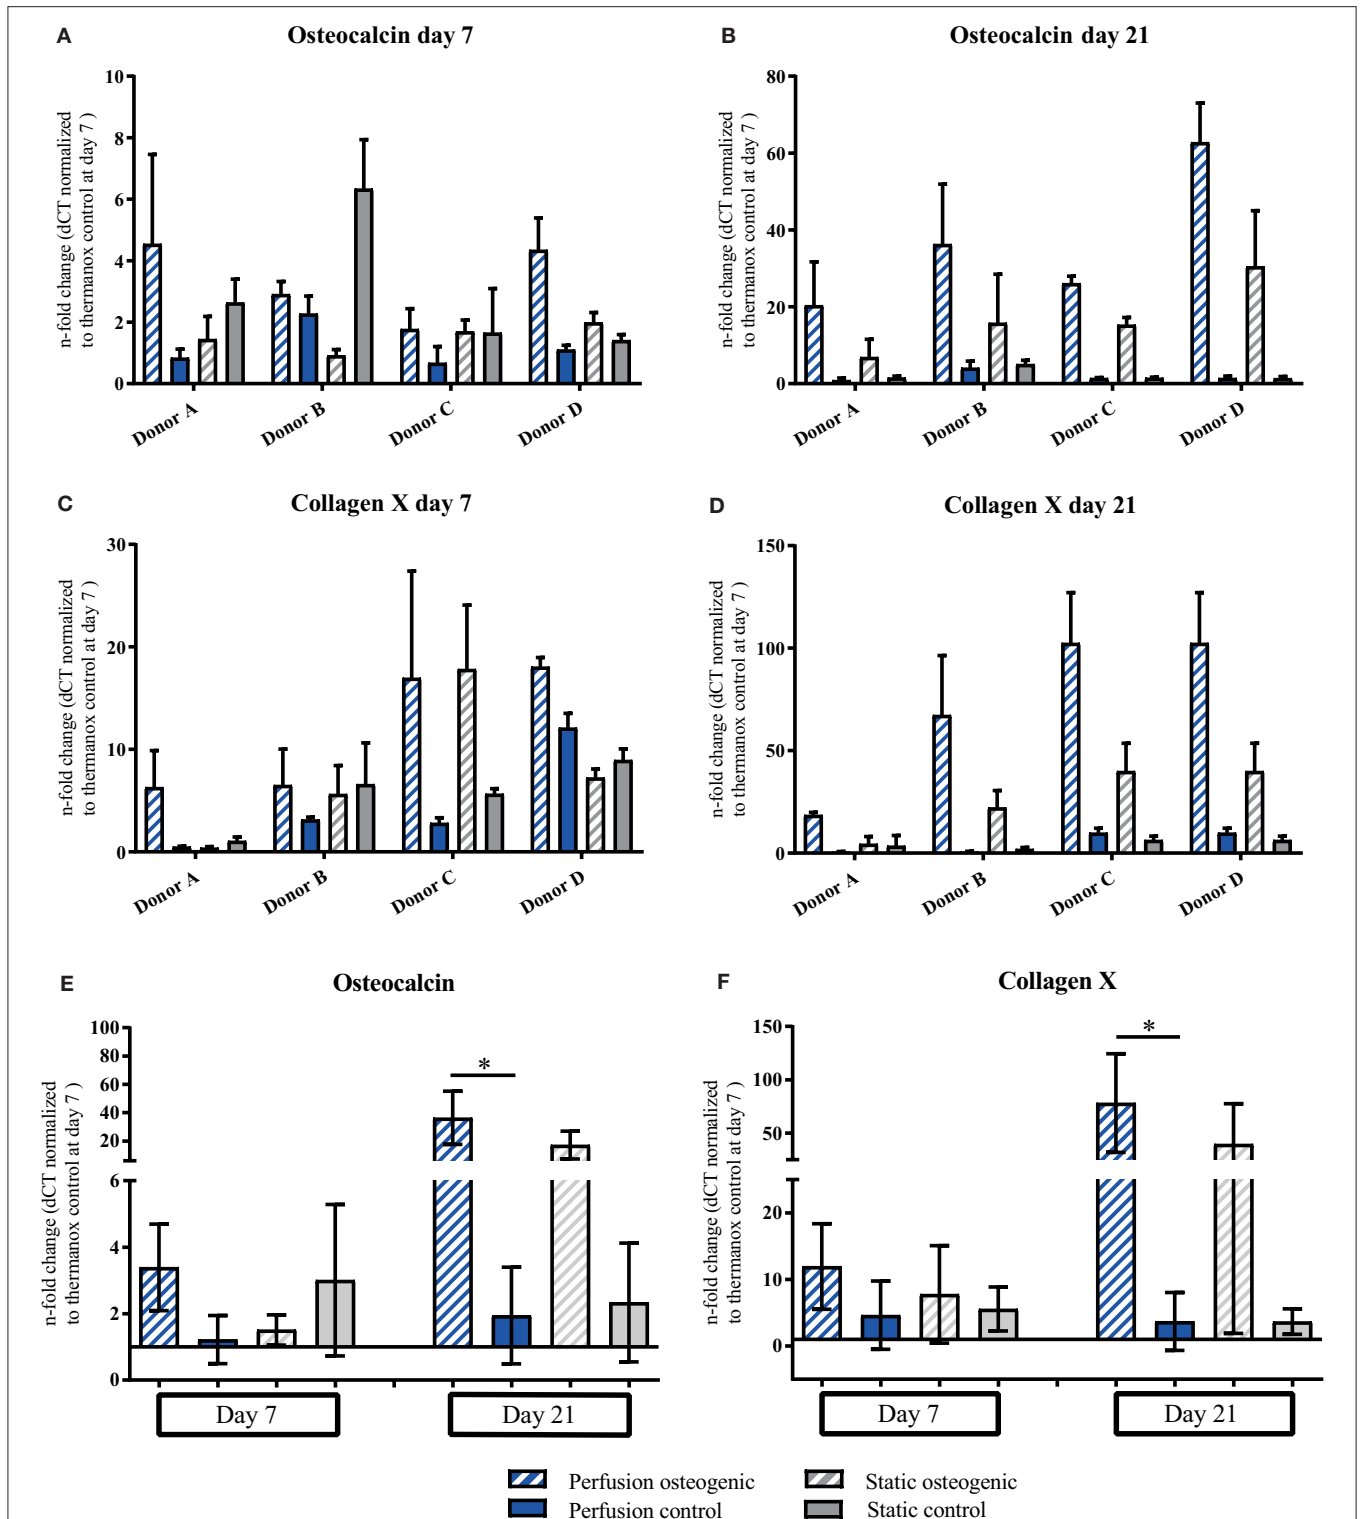 A
Osteocalcin day 7
n-fold change (dCT normalized
to thermanox control at day 7 )
10
8
6
4
2
0
Donor A
Donor B
Donor C
Donor D
B
Osteocalcin day 21
n-fold change (dCT normalized
to thermanox control at day 7 )
80
60
40
20
0
Donor A
Donor B
Donor C
Donor D
C
Collagen X day 7
n-fold change (dCT normalized
to thermanox control at day 7 )
30
20
10
0
Donor A
Donor B
Donor C
Donor D
D
Collagen X day 21
n-fold change (dCT normalized
to thermanox control at day 7 )
150
100
50
0
Donor A
Donor B
Donor C
Donor D
E
Osteocalcin
n-fold change (dCT normalized
to thermanox control at day 7 )
100
80
60
40
20
6
4
2
0
*
Day 7
Day 21
F
Collagen X
n-fold change (dCT normalized
to thermanox control at day 7 )
150
100
50
20
10
0
*
Day 7
Day 21
Perfusion osteogenic
Static osteogenic
Perfusion control
Static control